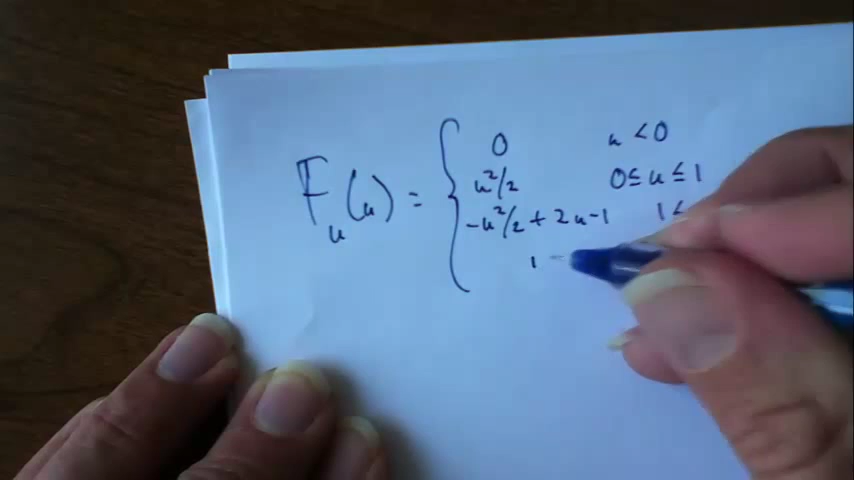 F_u(u) = { 0 u < 0
u²/2 0 ≤ u ≤ 1
-u²/2 + 2u - 1 1 ≤
1